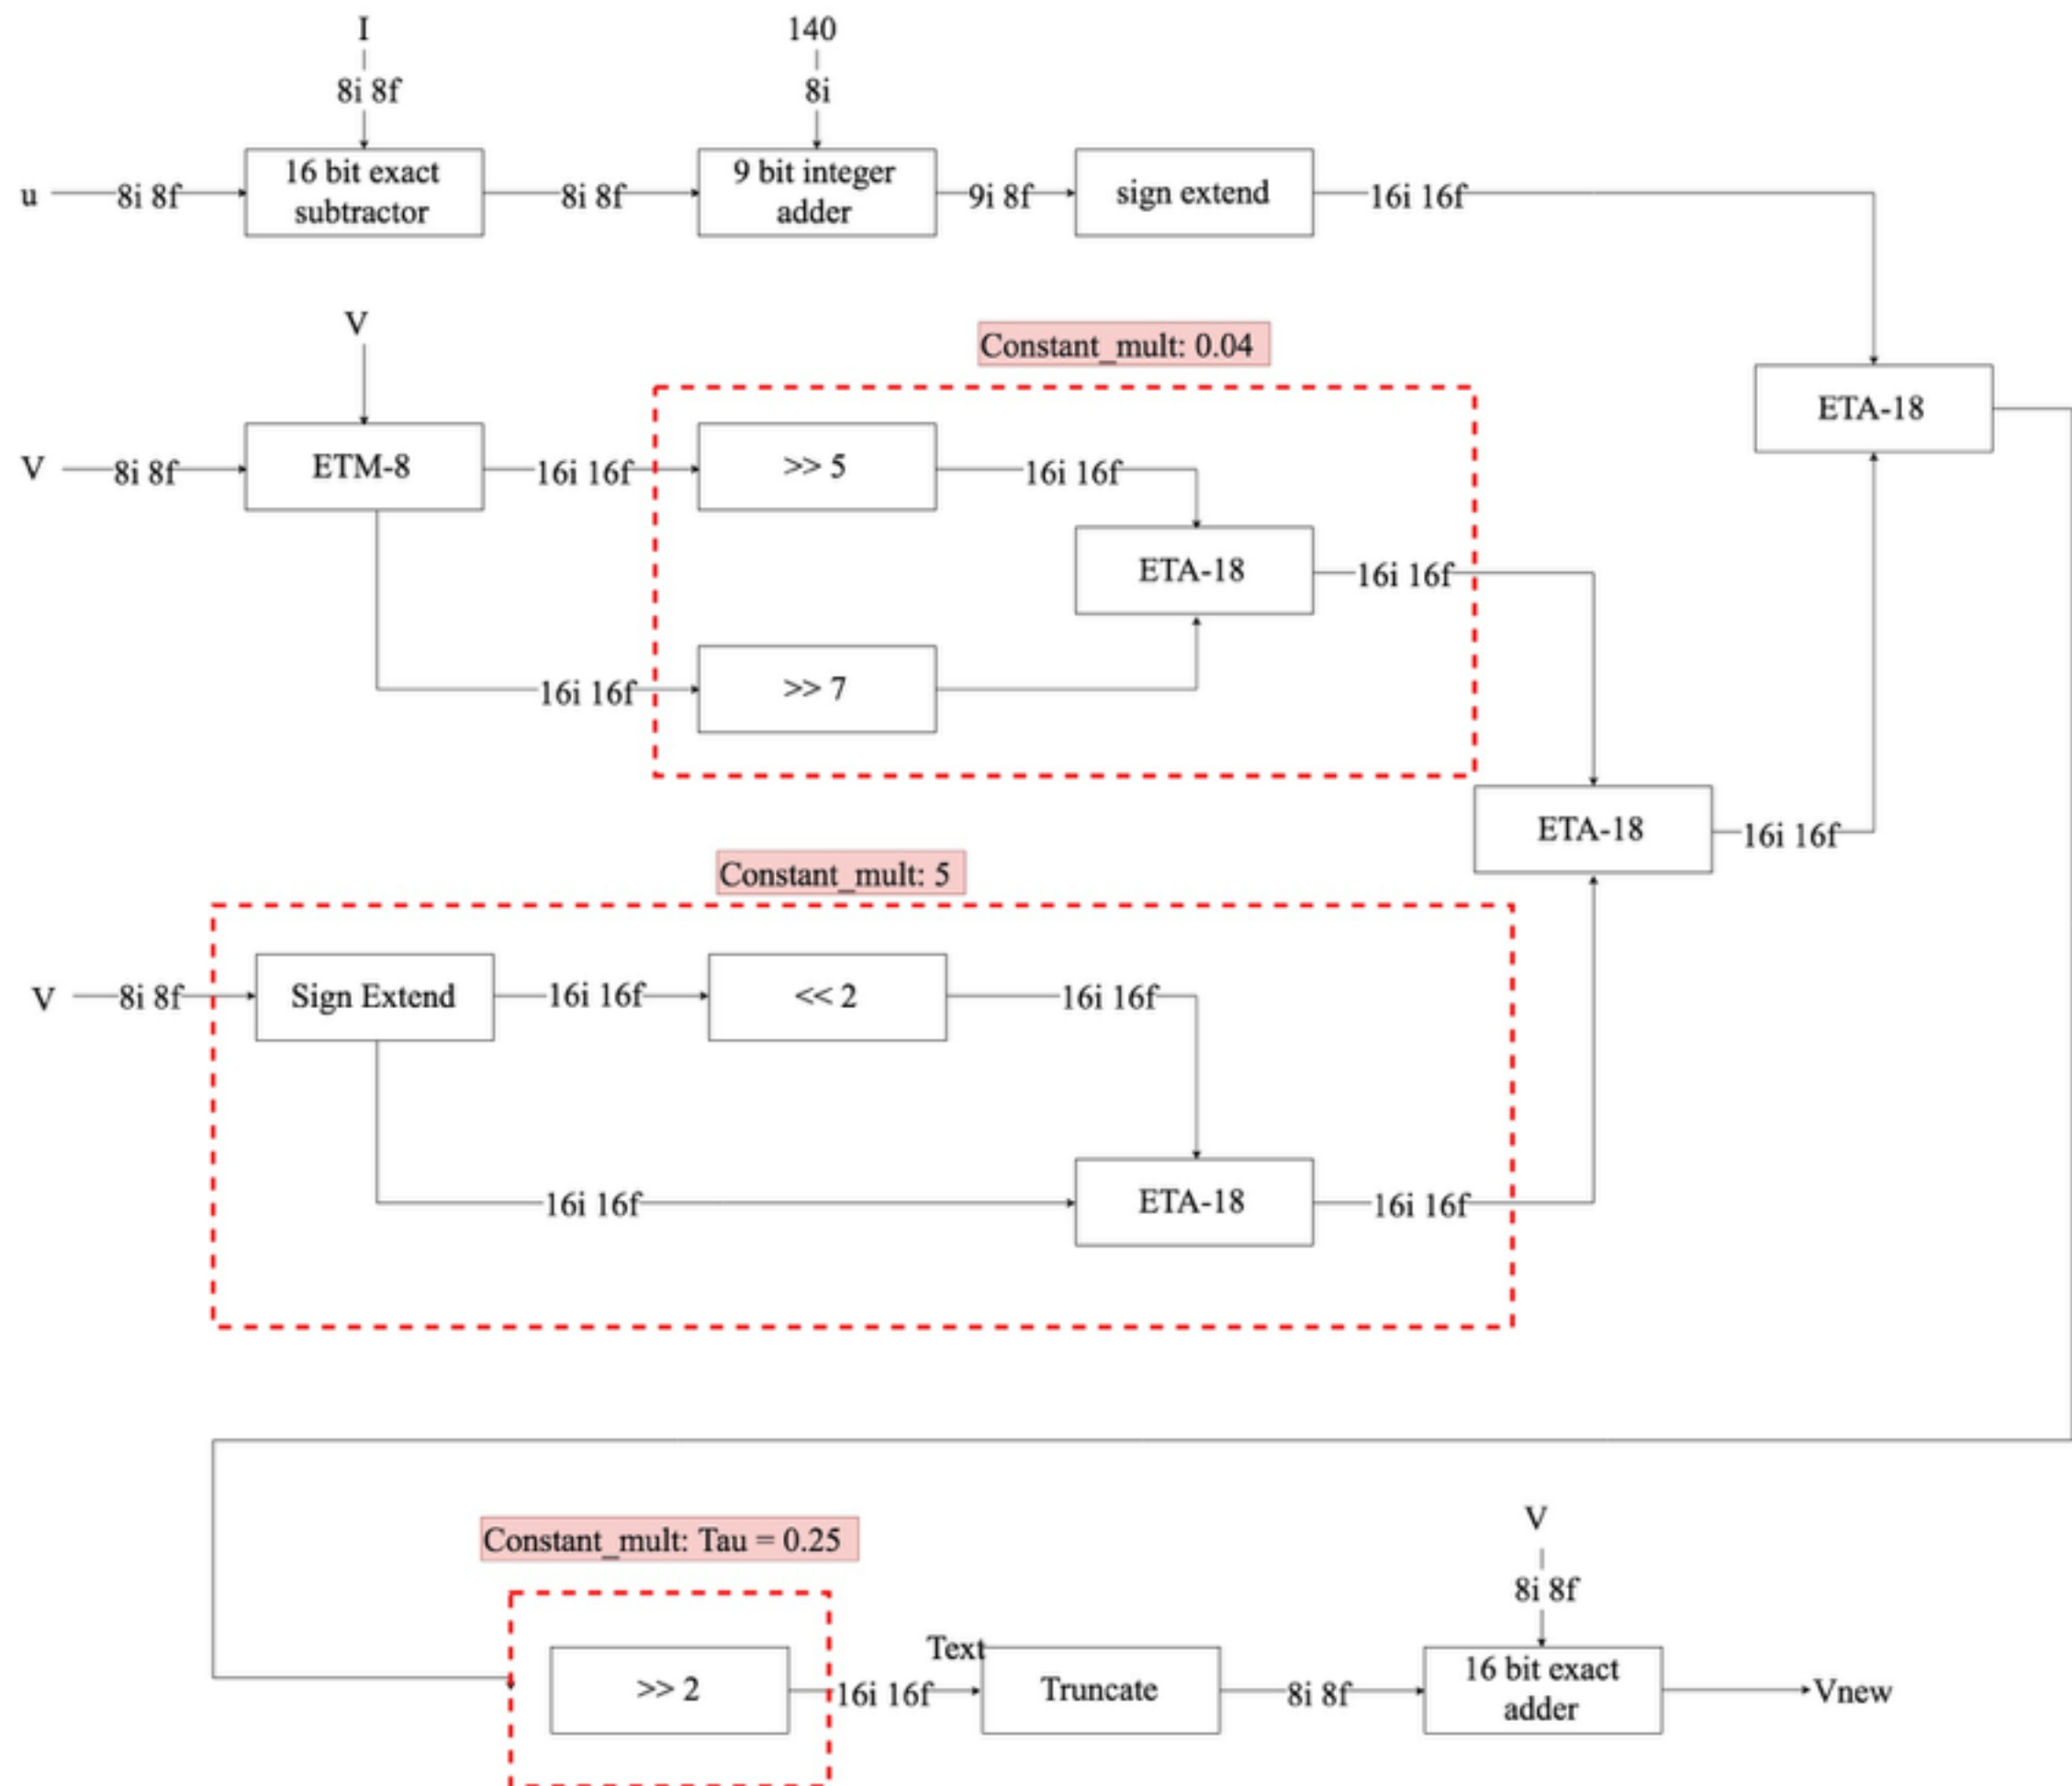 I
140
8i 8f
8i
u
8i 8f
16 bit exact
subtractor
8i 8f
9 bit integer
adder
9i 8f
sign extend
16i 16f
V
Constant_mult: 0.04
ETA-18
V
8i 8f
ETM-8
16i 16f
>> 5
16i 16f
ETA-18
16i 16f
16i 16f
>> 7
ETA-18
16i 16f
Constant_mult: 5
V
8i 8f
Sign Extend
16i 16f
<< 2
16i 16f
16i 16f
ETA-18
16i 16f
Constant_mult: Tau = 0.25
V
8i 8f
Text
>> 2
16i 16f
Truncate
8i 8f
16 bit exact
adder
Vnew